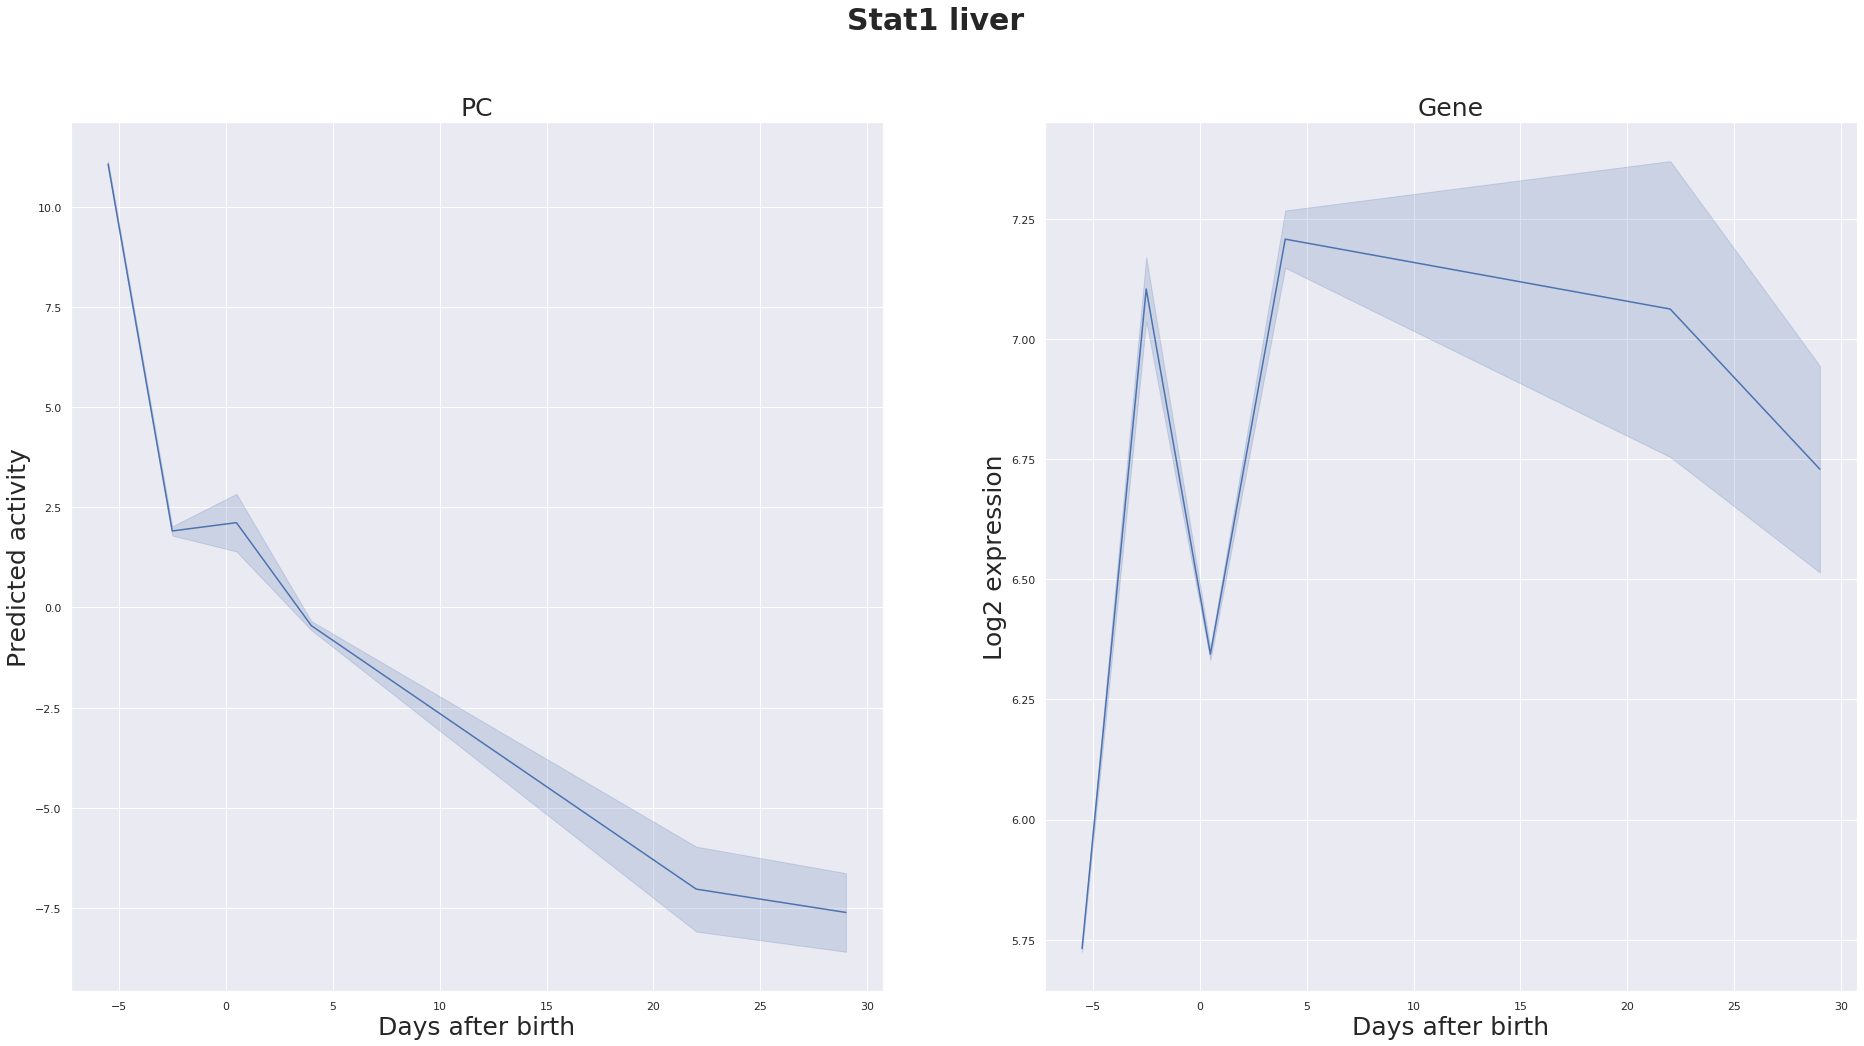 Stat1 liver
PC
Predicted activity
10.0
7.5
5.0
2.5
0.0
−2.5
−5.0
−7.5
−5 0 5 10 15 20 25 30
Days after birth
Gene
Log2 expression
7.25
7.00
6.75
6.50
6.25
6.00
5.75
−5 0 5 10 15 20 25 30
Days after birth